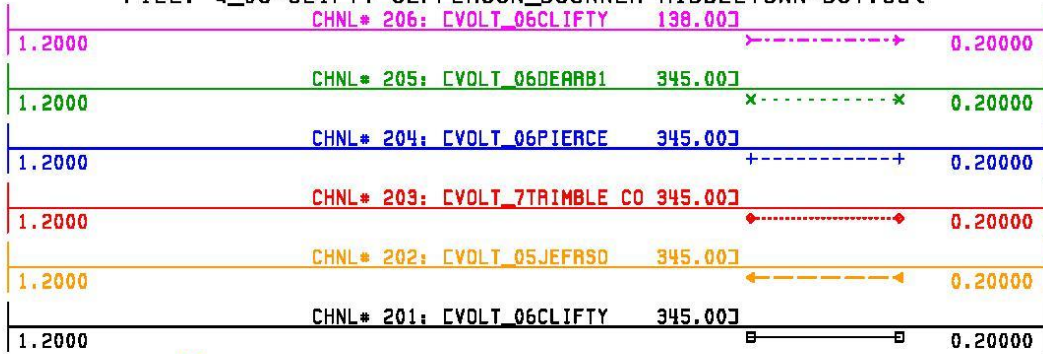 CHNL# 206: [VOLT_06CLIFTY 138.00]
1.2000 0.20000
CHNL# 205: [VOLT_06DEARB1 345.00]
1.2000 0.20000
CHNL# 204: [VOLT_06PIERCE 345.00]
1.2000 0.20000
CHNL# 203: [VOLT_7TRIMBLE CO 345.00]
1.2000 0.20000
CHNL# 202: [VOLT_05JEFRSO 345.00]
1.2000 0.20000
CHNL# 201: [VOLT_06CLIFTY 345.00]
1.2000 0.20000